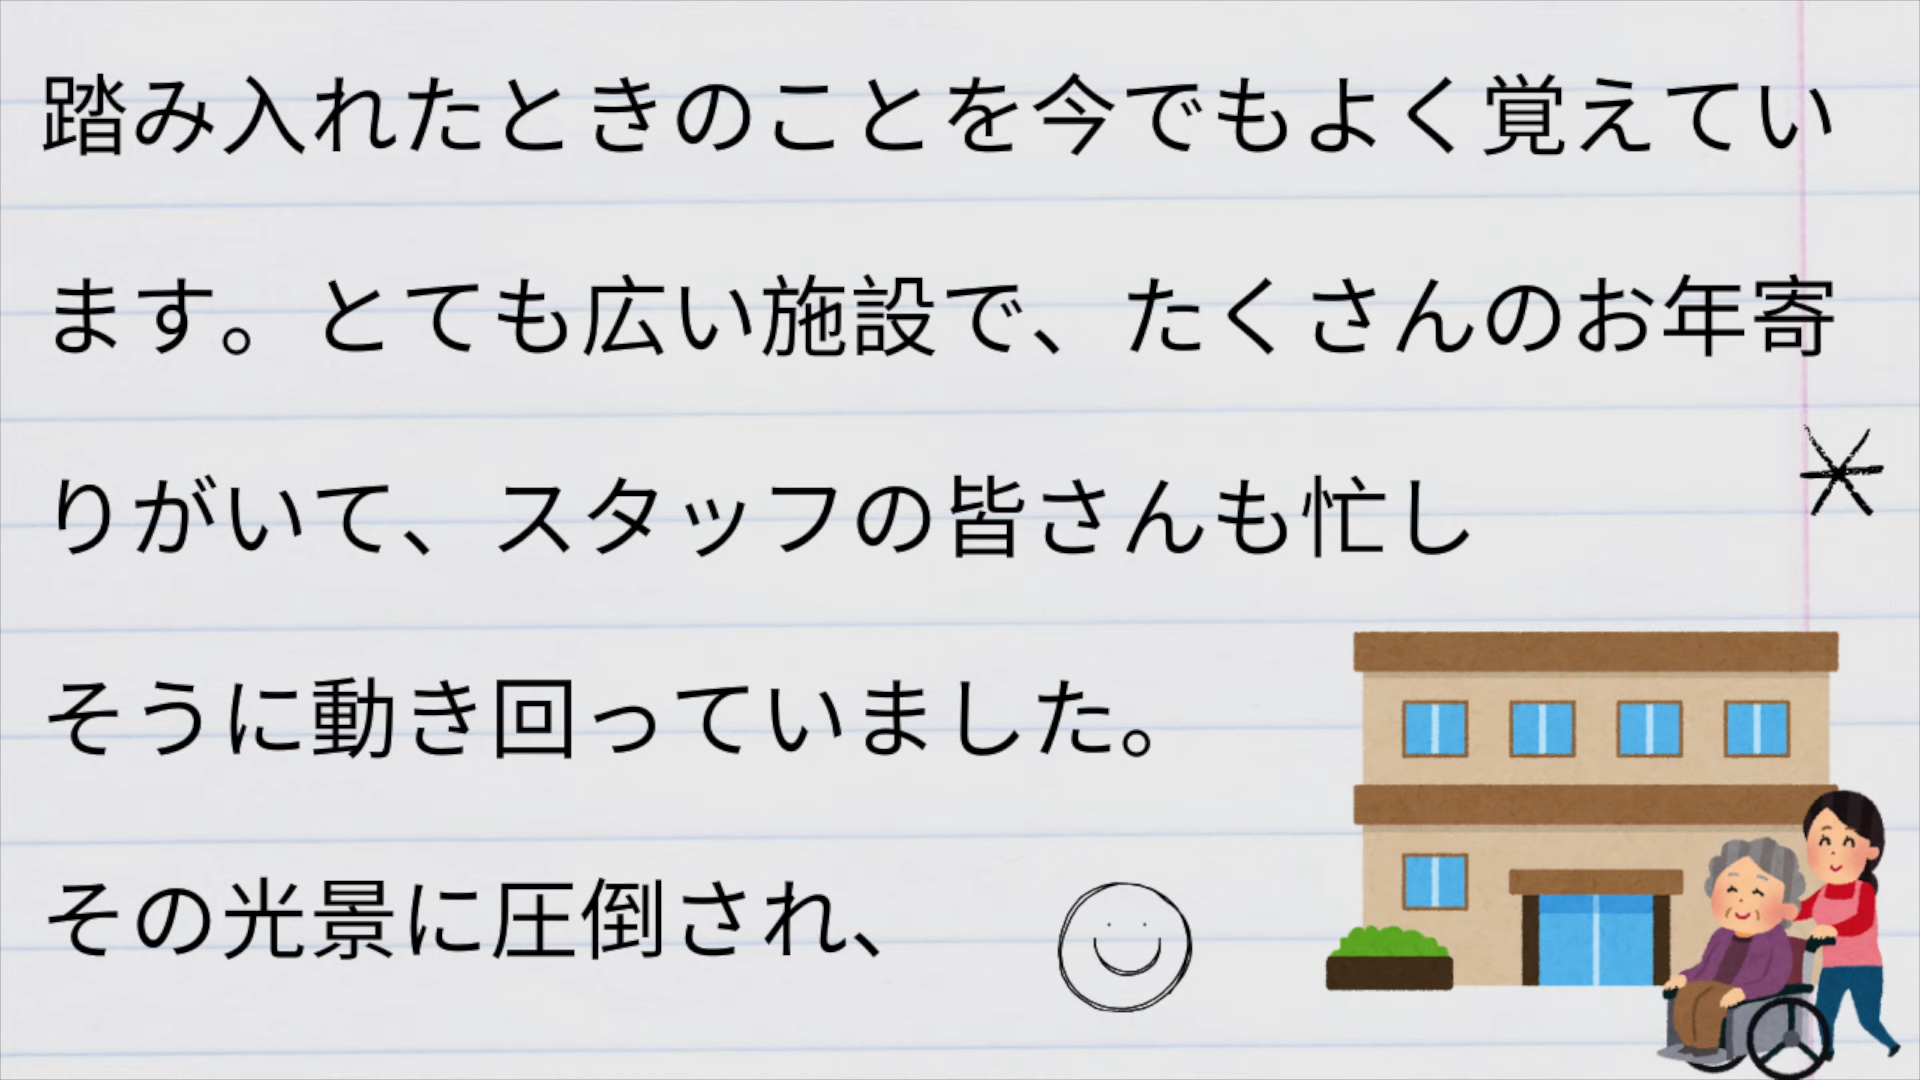 踏み入れたときのことを今でもよく覚えてい
ます。とても広い施設で、たくさんのお年寄
りがいて、スタッフの皆さんも忙し
そうに動き回っていました。
その光景に圧倒され、